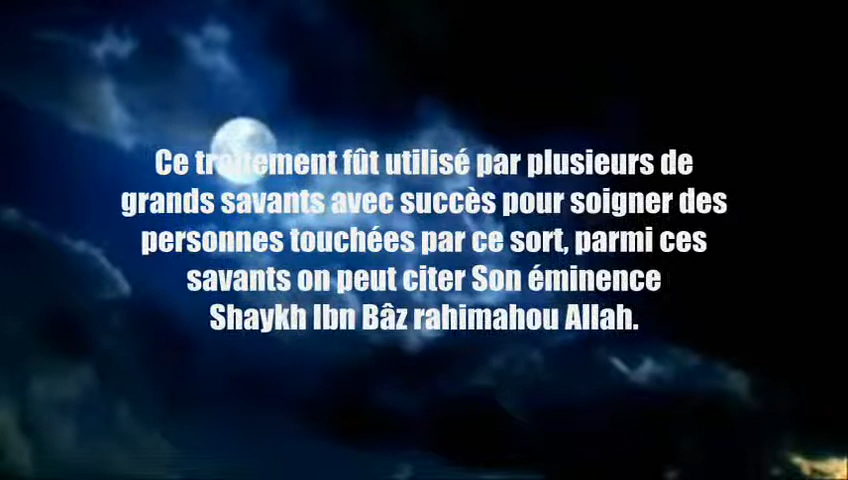 Ce traitement fût utilisé par plusieurs de
grands savants avec succès pour soigner des
personnes touchées par ce sort, parmi ces
savants on peut citer Son éminence
Shaykh Ibn Bâz rahimahou Allah.